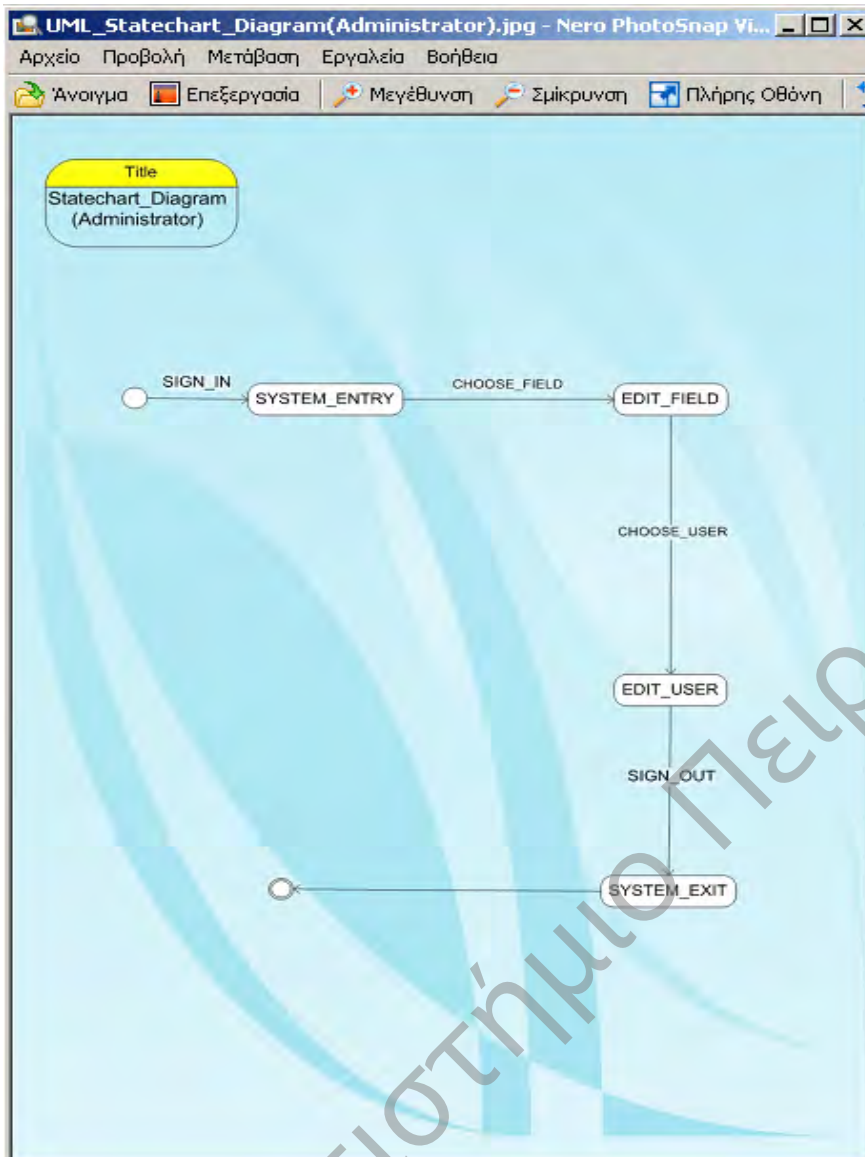 UML_Statechart_Diagram(Administrator).jpg - Nero PhotoSnap Vi...
Αρχείο Προβολή Μετάβαση Εργαλεία Βοήθεια
Άνοιγμα Επεξεργασία Μεγέθυνση Σμίκρυνση Πλήρης Οθόνη
Title
Statechart_Diagram
(Administrator)
SIGN_IN
SYSTEM_ENTRY
CHOOSE_FIELD
EDIT_FIELD
CHOOSE_USER
EDIT_USER
SIGN_OUT
SYSTEM_EXIT